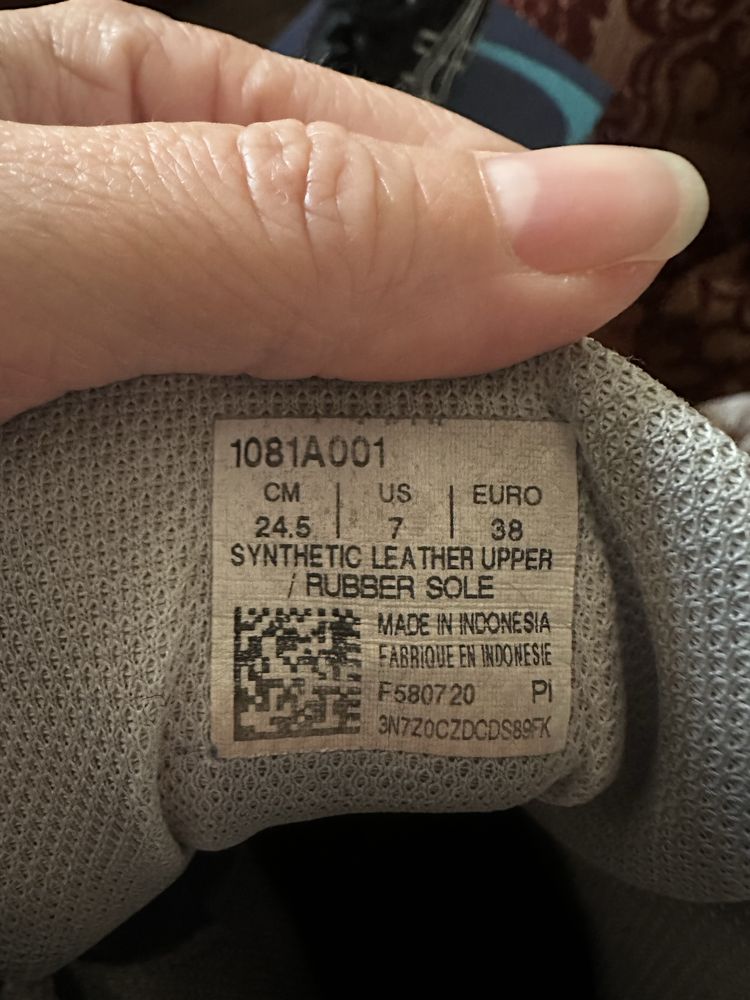 1081A001
CM | US | EURO
24.5 | 7 | 38
SYNTHETIC LEATHER UPPER
/ RUBBER SOLE
MADE IN INDONESIA
FABRIQUE EN INDONESIE
F580720 PI
3N7Z0CZDCDS89FK